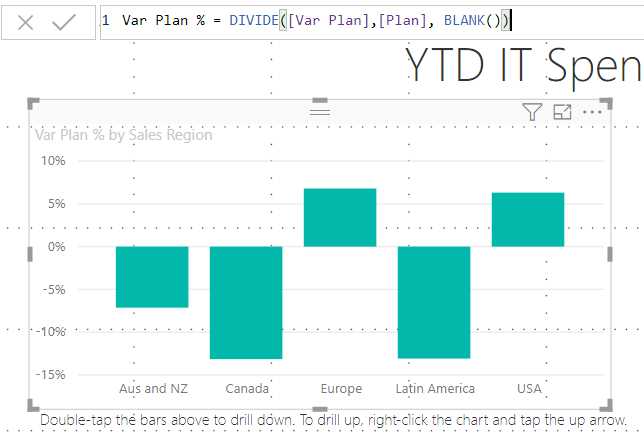 1 Var Plan % = DIVIDE([Var Plan],[Plan], BLANK())
YTD IT Spen
Var Plan % by Sales Region
10%
5%
0%
-5%
-10%
-15%
Aus and NZ Canada Europe Latin America USA
Double-tap the bars above to drill down. To drill up, right-click the chart and tap the up arrow.